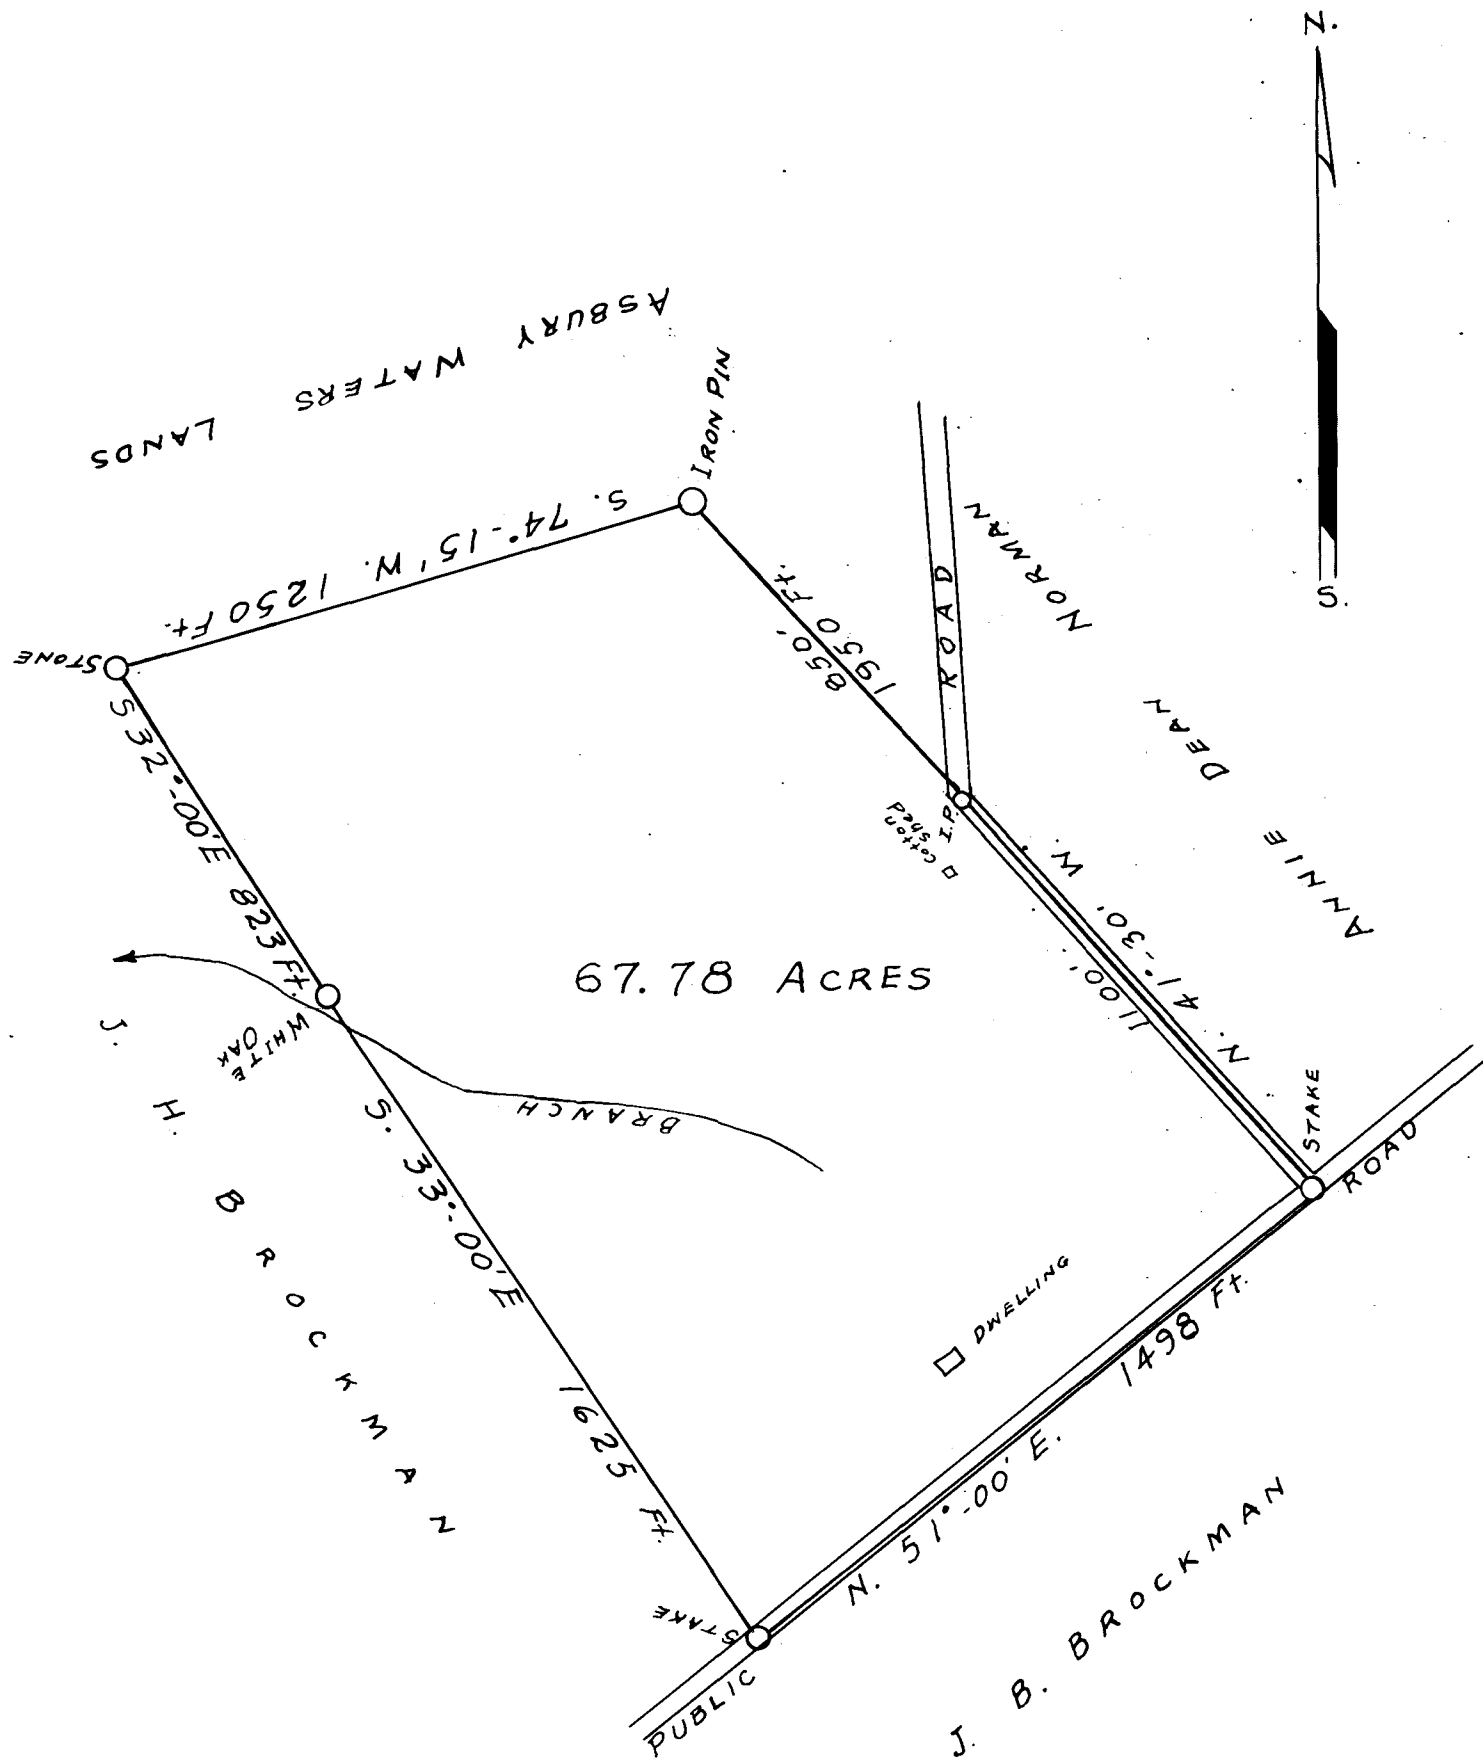 N.
S.
ASBURY WATERS LANDS
IRON PIN
S. 74°-15' W. 1250 Ft.
STONE
850'
1950 Ft.
ROAD
ANNIE DEAN NORMAN
I.P.
Cotton
Shed
N. 41°-30' W.
1100'
S 32°-00' E 823 Ft.
67.78 ACRES
WHITE
OAK
BRANCH
J. H. BROCKMAN
S. 33°-00' E 1625 Ft.
STAKE
DWELLING
STAKE
PUBLIC ROAD
N. 51°-00' E. 1498 Ft.
J. B. BROCKMAN